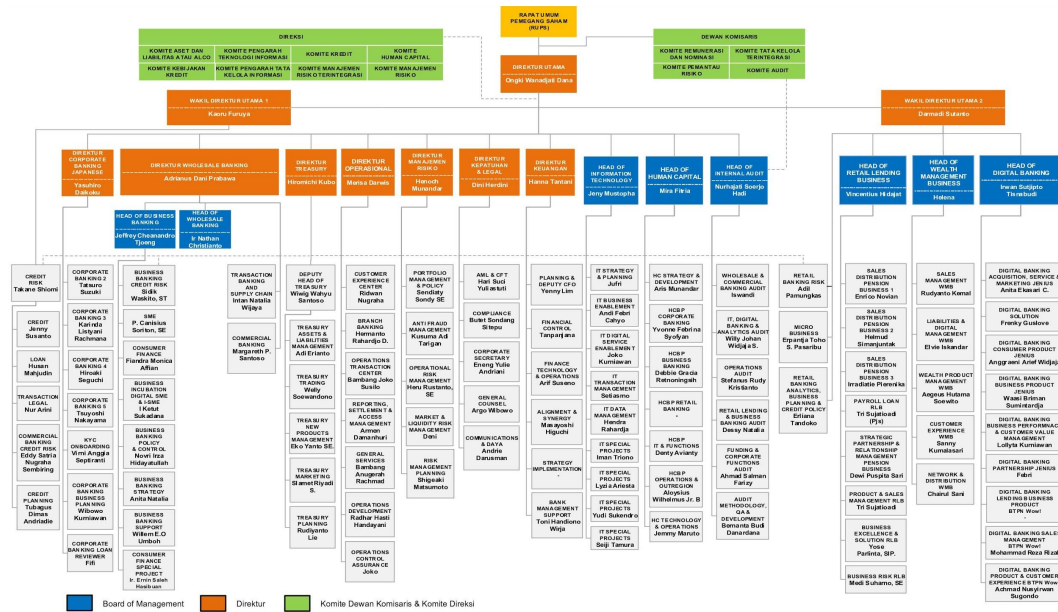 RAPAT UMUM
PEMEGANG SAHAM
(RUPS)
DIREKSI
KOMITE ASET DAN
LIABILITAS ATAU ALCO
KOMITE PENGARAH
TEKNOLOGI INFORMASI
KOMITE KREDIT
KOMITE
HUMAN CAPITAL
KOMITE KEBIJAKAN
KREDIT
KOMITE PENGARAH TATA
KELOLA INFORMASI
KOMITE MANAJEMEN
RISIKO TERINTEGRASI
KOMITE MANAJEMEN
RISIKO
DEWAN KOMISARIS
KOMITE REMUNERASI
DAN NOMINASI
KOMITE TATA KELOLA
TERINTEGRASI
KOMITE PEMANTAU
RISIKO
KOMITE AUDIT
DIREKTUR UTAMA
Ongki Wanadjati Dana
WAKIL DIREKTUR UTAMA 1
Kaoru Furuya
WAKIL DIREKTUR UTAMA 2
Darmadi Sutanto
DIREKTUR
CORPORATE
BANKING
JAPANESE
Yasuhiro
Daikoku
DIREKTUR WHOLESALE BANKING
Adrianus Dani Prabawa
DIREKTUR
TREASURY
Hiromichi Kubo
DIREKTUR
OPERASIONAL
Merisa Darwis
DIREKTUR
MANAJEMEN
RISIKO
Henoch
Munandar
DIREKTUR
KEPATUHAN
& LEGAL
Dini Herdini
DIREKTUR
KEUANGAN
Hanna Tantani
HEAD OF
INFORMATION
TECHNOLOGY
Jeny Mustopha
HEAD OF
HUMAN CAPITAL
Mira Fitria
HEAD OF
INTERNAL AUDIT
Nurhajati Soerjo
Hadi
HEAD OF
RETAIL LENDING
BUSINESS
Vincentius Hidajat
HEAD OF
WEALTH
MANAGEMENT
BUSINESS
Helena
HEAD OF
DIGITAL BANKING
Irwan Sutjipto
Tisnabudi
HEAD OF BUSINESS
BANKING
Jeffrey Cheanandro
Tjoeng
HEAD OF
WHOLESALE
BANKING
Ir Nathan
Christianto
CREDIT
RISK
Takane Shiomi
CREDIT
Jenny
Susanto
LOAN
Husan
Mahjudin
TRANSACTION
LEGAL
Nur Arini
COMMERCIAL
BANKING CREDIT
Eddy Satria
Nugraha
Sembiring
CREDIT
PLANNING
Tubagus
Dimas
Andriadie
CORPORATE
BANKING 2
Tatsuro
Suzuki
CORPORATE
BANKING 3
Karinda
Listyani
Rachmana
CORPORATE
BANKING 4
Hiroaki
Seguchi
CORPORATE
BANKING 5
Tsuyoshi
Nakayama
KYC
ONBOARDING
Vimi Anggia
Septiranti
CORPORATE
BANKING
BUSINESS
PLANNING
Wibowo
Kurniawan
CORPORATE
BANKING LOAN
REVIEWER
Fifi
BUSINESS
BANKING
CREDIT RISK
Sidik
Waskito, ST
SME
P. Canisius
Soriton, SE
CONSUMER
FINANCE
Fiandra Monica
Affian
BUSINESS
INCUBATION
DIGITAL SME
& I-SME
I Ketut
Sukadana
BUSINESS
BANKING
POLICY
& CONTROL
Novri Irza
Hidayatullah
BUSINESS
BANKING
STRATEGY
Anita Natalia
BUSINESS
BANKING
SUPPORT
Willem E.O
Umboh
CONSUMER
FINANCE
SPECIAL
PROJECT
Ir. Ernin Saleh
Hasibuan
TRANSACTION
BANKING
AND
SUPPLY CHAIN
Intan Natalia
Wijaya
COMMERCIAL
BANKING
Margareth P.
Santoso
DEPUTY
HEAD OF
TREASURY
Wiwig Wahyu
Santoso
TREASURY
ASSETS &
LIABILITIES
MANAGEMENT
Adi Erianto
TREASURY
TRADING
Welly
Soewandono
TREASURY
NEW
PRODUCTS
MANAGEMENT
Eko Yanto SE.
TREASURY
MARKETING
Slamet Riyadi
S.
TREASURY
PLANNING
Rudiyanto
Lie
CUSTOMER
EXPERIENCE
CENTER
Ridwan
Nugraha
BRANCH
BANKING
Hermanto
Rahardjo D.
OPERATIONS
TRANSACTION
CENTER
Bambang Joko
Susilo
REPORTING,
SETTLEMENT &
ACCESS
MANAGEMENT
Armen
Damanhuri
GENERAL
SERVICES
Bambang
Anugerah
Rachmad
OPERATIONS
DEVELOPMENT
Radhar Hasti
Handayani
OPERATIONS
CONTROL
ASSURANCE
Joko
PORTFOLIO
MANAGEMENT
& POLICY
Sendiaty
Sondy SE
ANTI FRAUD
MANAGEMENT
Kusuma Adi
Tarigan
OPERATIONAL
RISK
MANAGEMENT
Heru Rustanto,
SE
MARKET &
LIQUIDITY RISK
MANAGEMENT
Deni
RISK
MANAGEMENT
PLANNING
Shigeaki
Matsumoto
AML & CFT
Hari Suci
Yuliastuti
COMPLIANCE
Butet Sondang
Sitepu
CORPORATE
SECRETARY
Eneng Yulie
Andriani
GENERAL
COUNSEL
Argo Wibowo
COMMUNICATIONS
& DAYA
Andrie
Darusman
PLANNING &
DEPUTY CFO
Yenny Lim
FINANCIAL
CONTROL
Tanpanjana
FINANCE
TECHNOLOGY
& OPERATIONS
Arif Suseno
ALIGNMENT &
SYNERGY
Masayoshi
Higuchi
STRATEGY
IMPLEMENTATION
-
BANK
MANAGEMENT
SUPPORT
Toni Handiono
Wirja
IT STRATEGY
& PLANNING
Jufri
IT BUSINESS
ENABLEMENT
Andi Febri
Cahyo
IT DIGITAL
SERVICE
ENABLEMENT
Joko
Kurniawan
IT TRANSACTION
MANAGEMENT
Setiasmo
IT DATA
MANAGEMENT
Hendra
Rahardja
IT SPECIAL
PROJECTS
Iman Triono
IT SPECIAL
PROJECTS
Lyzia Ariesta
IT SPECIAL
PROJECTS
Yudi Sukendro
IT SPECIAL
PROJECTS
Seiji Tamura
HC STRATEGY &
DEVELOPMENT
Aris Munandar
HCBP
CORPORATE
BANKING
Yvonne Febrina
Syofyan
HCBP
BUSINESS
BANKING
Debbie Gracia
Retnoningsih
HCBP RETAIL
BANKING
-
HCBP
IT & FUNCTIONS
Denty Avianty
HCBP
OPERATIONS
& OUTREGION
Aloysius
Wilhelmus Jr. B
HC TECHNOLOGY
& OPERATIONS
Jemmy Maruto
WHOLESALE &
COMMERCIAL
BANKING AUDIT
Iswandi
IT, DIGITAL
BANKING &
ANALYTICS AUDIT
Willy Johan
Widjaja S.
OPERATIONS
AUDIT
Stefanus Rudy
Kristianto
RETAIL LENDING &
BUSINESS
BANKING AUDIT
Dessy Natalia
FUNDING &
CORPORATE
FUNCTIONS AUDIT
Ahmad Salman
Farizy
AUDIT
METHODOLOGY,
QA &
DEVELOPMENT
Bernanta Budi
Danardana
RETAIL
BANKING RISK
Adil
Pamungkas
MICRO
BUSINESS
Erpantja Toho
S. Pasaribu
RETAIL
BANKING
ANALYTICS,
BUSINESS
PLANNING &
CREDIT POLICY
Erliana
Tandoko
SALES
DISTRIBUTION
PENSION
BUSINESS 1
Enrico Novian
SALES
DISTRIBUTION
PENSION
BUSINESS 2
Helmud
Simanjuntak
SALES
DISTRIBUTION
PENSION
BUSINESS 3
Irradiatie Pierenika
PAYROLL LOAN
RLB
Tri Sujatioadi
(Pjs)
STRATEGIC
PARTNERSHIP &
RELATIONSHIP
MANAGEMENT
PENSION
BUSINESS
Dewi Puspita Sari
PRODUCT & SALES
MANAGEMENT RLB
Tri Sujatioadi
BUSINESS
EXCELLENCE &
SOLUTION RLB
Yose
Parlinta, SIP.
BUSINESS RISK RLB
Medi Suharno, SE
SALES
MANAGEMENT
WMB
Rudyanto Kemal
LIABILITIES &
DIGITAL
MANAGEMENT
WMB
Elvie Iskandar
WEALTH PRODUCT
MANAGEMENT
WMB
Aegeus Hutama
Soewito
CUSTOMER
EXPERIENCE
WMB
Sanny
Kumalasari
NETWORK &
DISTRIBUTION
WMB
Chairul Sani
DIGITAL BANKING
ACQUISITION, SERVICE &
MARKETING JENIUS
Anita Ekasari C.
DIGITAL BANKING
SOLUTION
Frenky Guslove
DIGITAL BANKING
CONSUMER PRODUCT
JENIUS
Anggraeni Arief Widjaja
DIGITAL BANKING
BUSINESS PRODUCT
JENIUS
Waasi Briman
Sumintardja
DIGITAL BANKING
BUSINESS PERFORMANCE
& CUSTOMER VALUE
MANAGEMENT
Lollyta Kurniawan
DIGITAL BANKING
PARTNERSHIP JENIUS
Febri
DIGITAL BANKING
LENDING BUSINESS
PRODUCT
BTPN Wow!
-
DIGITAL BANKING SALES
MANAGEMENT
BTPN Wow!
Mohammad Reza Rizal
DIGITAL BANKING
PRODUCT & CUSTOMER
EXPERIENCE BTPN Wow!
Achmad Nusyirwan
Sugondo
Board of Management
Direktur
Komite Dewan Komisaris & Komite Direksi